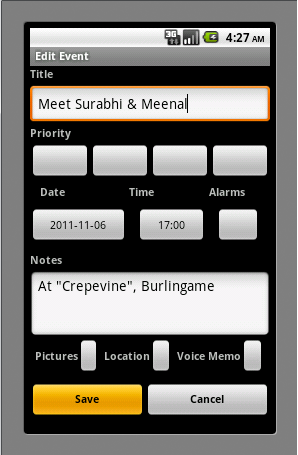 3G 4:27 AM
Edit Event
Title
Meet Surabhi & Meenal
Priority
Date Time Alarms
2011-11-06 17:00
Notes
At "Crepevine", Burlingame
Pictures Location Voice Memo
Save Cancel